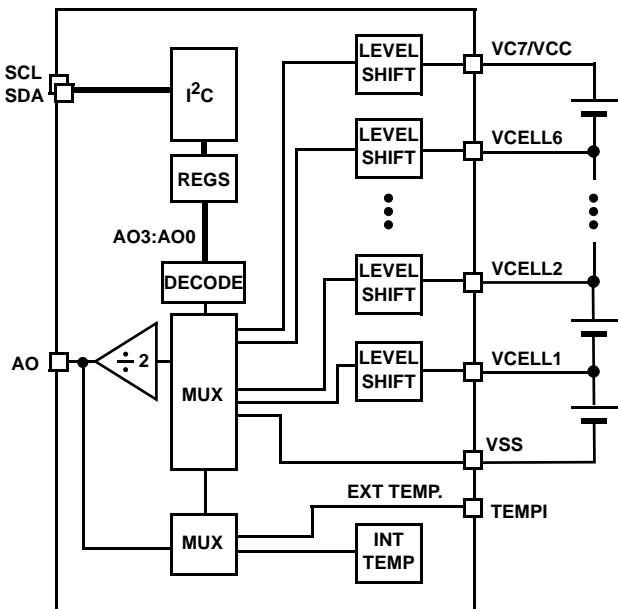 SCL
SDA
I²C
REGS
AO3:AO0
DECODE
AO
÷ 2
MUX
MUX
LEVEL
SHIFT
VC7/VCC
LEVEL
SHIFT
VCELL6
LEVEL
SHIFT
VCELL2
LEVEL
SHIFT
VCELL1
VSS
EXT TEMP.
TEMPI
INT
TEMP